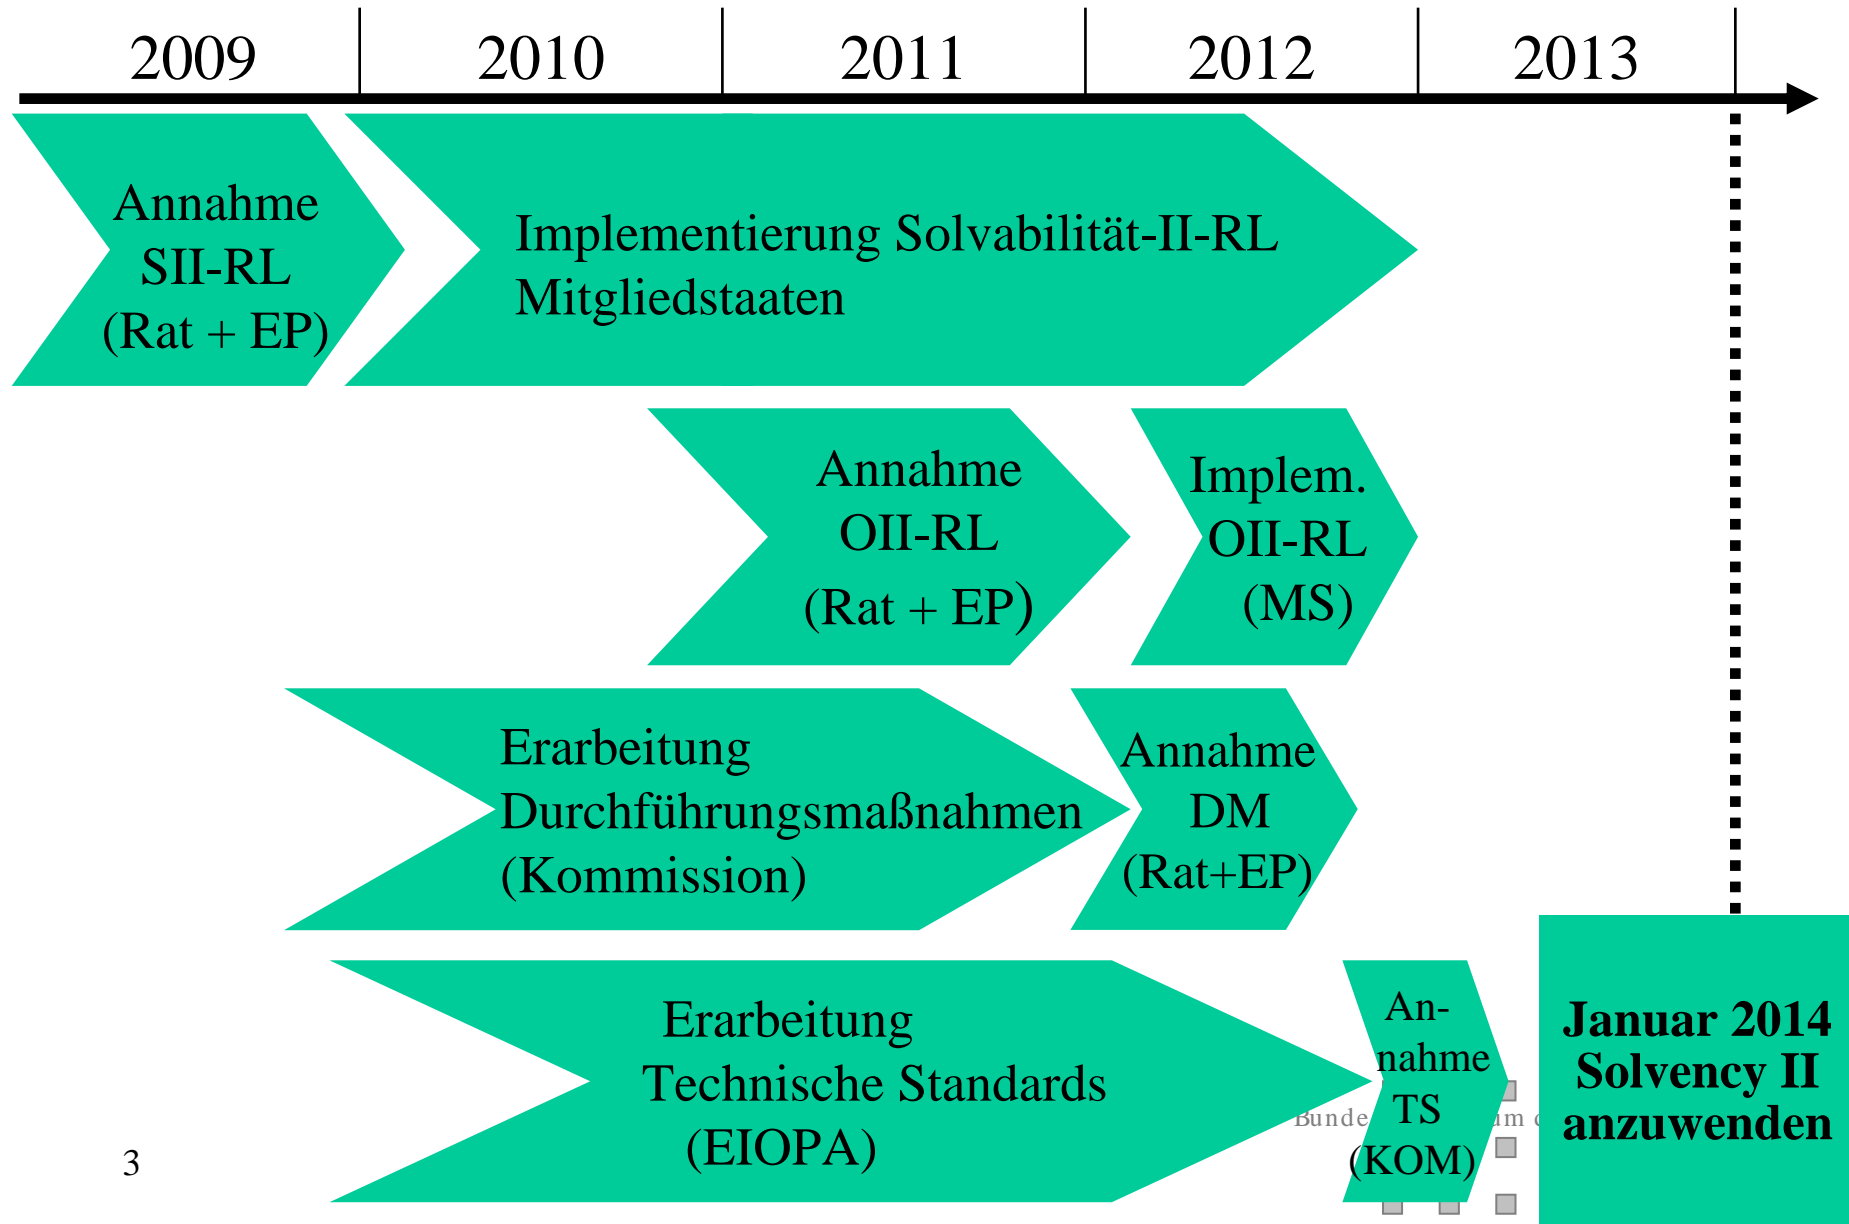 2009 2010 2011 2012 2013
Annahme
SII-RL
(Rat + EP)
Implementierung Solvabilität-II-RL
Mitgliedstaaten
Annahme
OII-RL
(Rat + EP)
Implem.
OII-RL
(MS)
Erarbeitung
Durchführungsmaßnahmen
(Kommission)
Annahme
DM
(Rat+EP)
Erarbeitung
Technische Standards
(EIOPA)
An-
nahme
TS
(KOM)
Januar 2014
Solvency II
anzuwenden
3